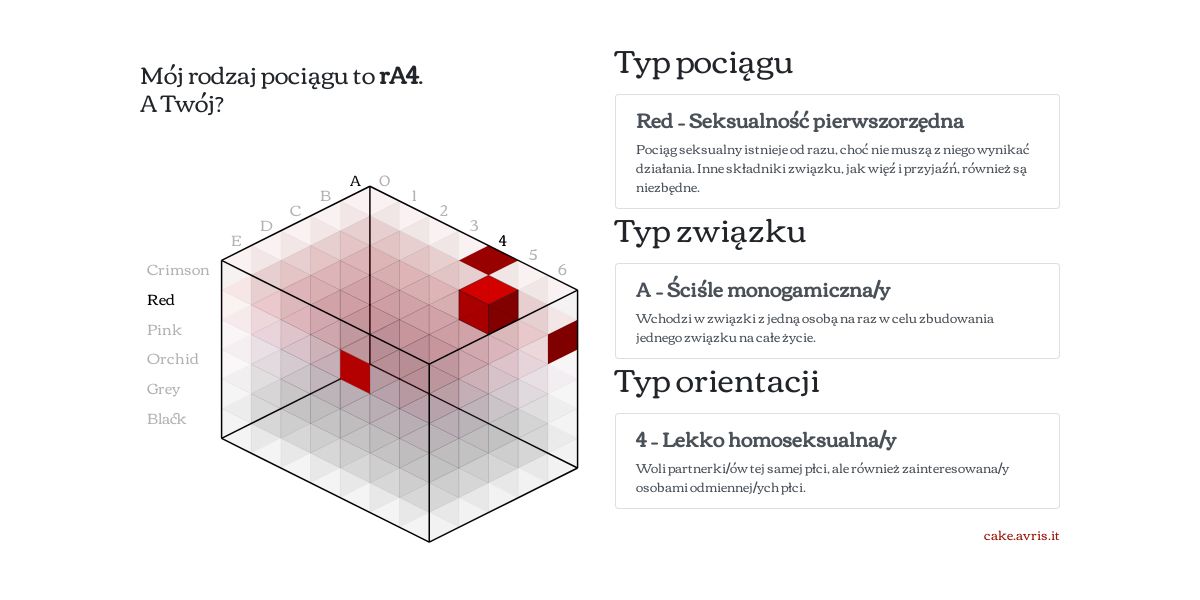 Mój rodzaj pociągu to rA4.
A Twój?
A
0
B
1
C
2
D
3
E
4
5
6
Crimson
Red
Pink
Orchid
Grey
Black
Typ pociągu
Red - Seksualność pierwszorzędna
Pociąg seksualny istnieje od razu, choć nie muszą z niego wynikać
działania. Inne składniki związku, jak więź i przyjaźń, również są
niezbędne.
Typ związku
A - Ściśle monogamiczna/y
Wchodzi w związki z jedną osobą na raz w celu zbudowania
jednego związku na całe życie.
Typ orientacji
4 - Lekko homoseksualna/y
Woli partnerki/ów tej samej płci, ale również zainteresowana/y
osobami odmiennej/ych płci.
cake.avris.it